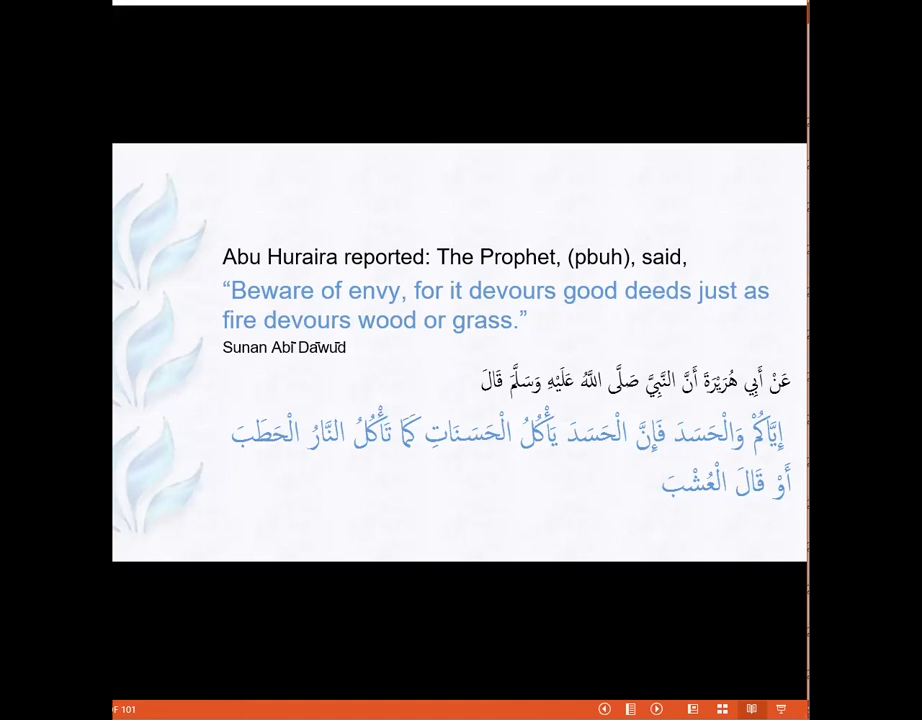 Abu Huraira reported: The Prophet, (pbuh), said,
“Beware of envy, for it devours good deeds just as
fire devours wood or grass.”
Sunan Abī Dāwūd
عَنْ أَبِي هُرَيْرَةَ أَنَّ النَّبِيَّ صَلَّى اللَّهُ عَلَيْهِ وَسَلَّمَ قَالَ
إِيَّاكُمْ وَالْحَسَدَ فَإِنَّ الْحَسَدَ يَأْكُلُ الْحَسَنَاتِ كَمَا تَأْكُلُ النَّارُ الْحَطَبَ
أَوْ قَالَ الْعُشْبَ
OF 101